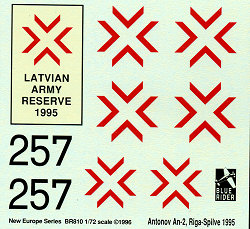 LATVIAN
ARMY
RESERVE
1995
257
257
BLUE
RIDER
New Europe Series BR810 1/72 scale ©1996
Antonov An-2, Riga-Spilve 1995